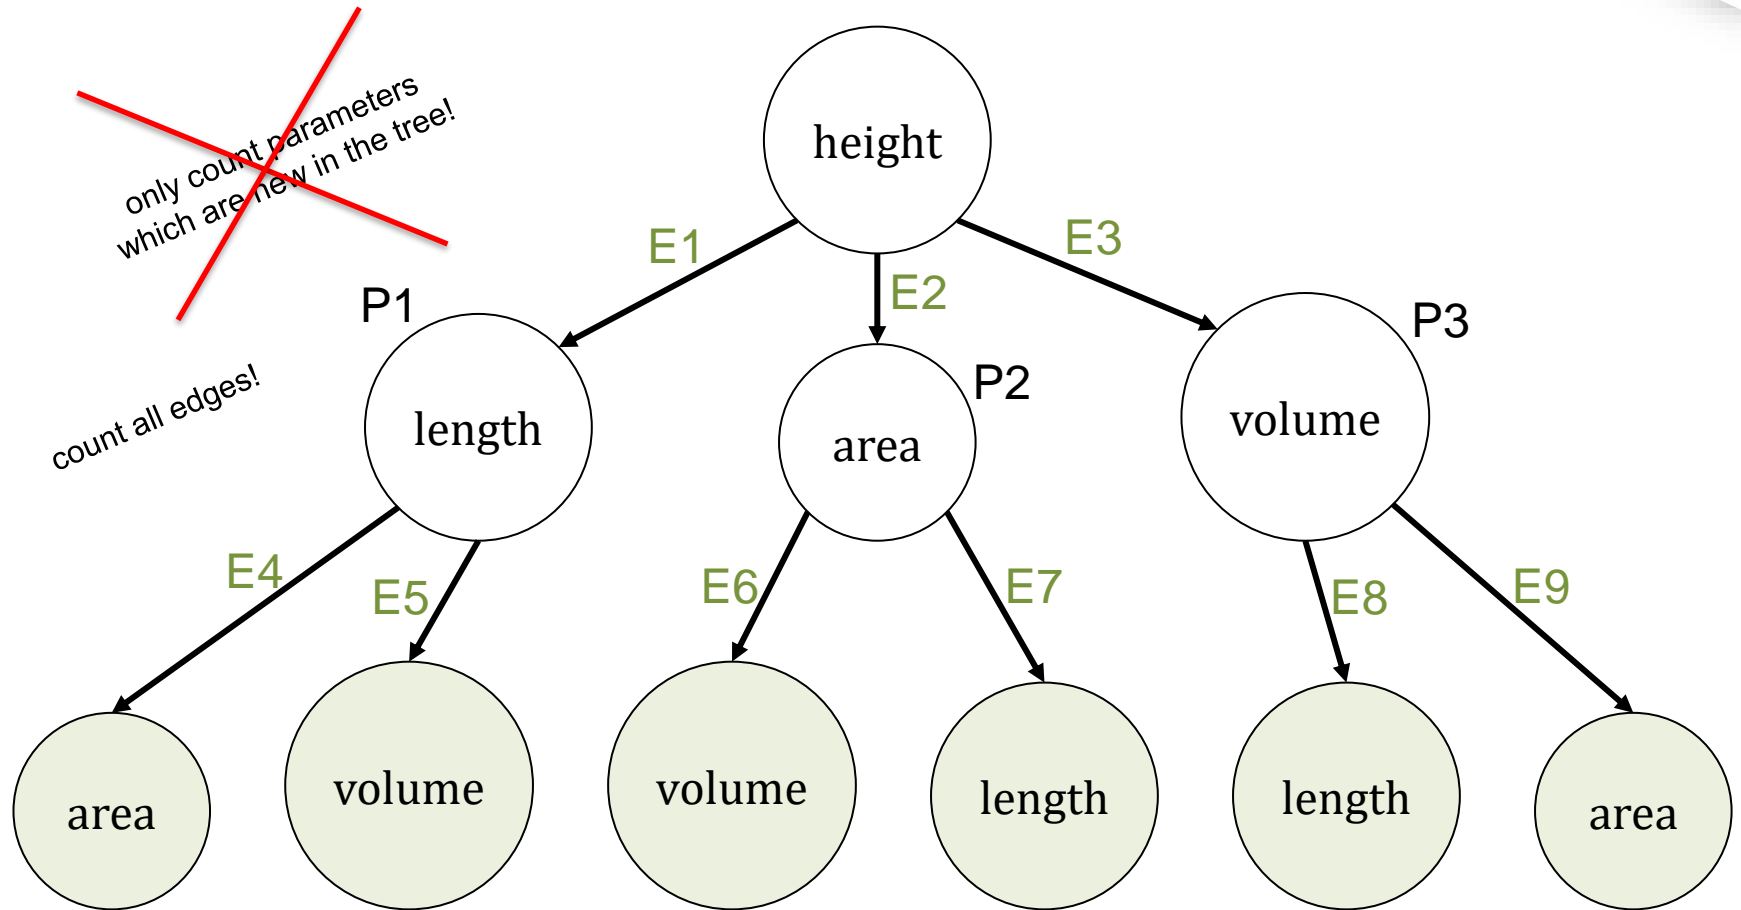 only count parameters
which are new in the tree!
count all edges!
height
E1
E2
E3
P1
length
P2
area
P3
volume
E4
E5
E6
E7
E8
E9
area
volume
volume
length
length
area